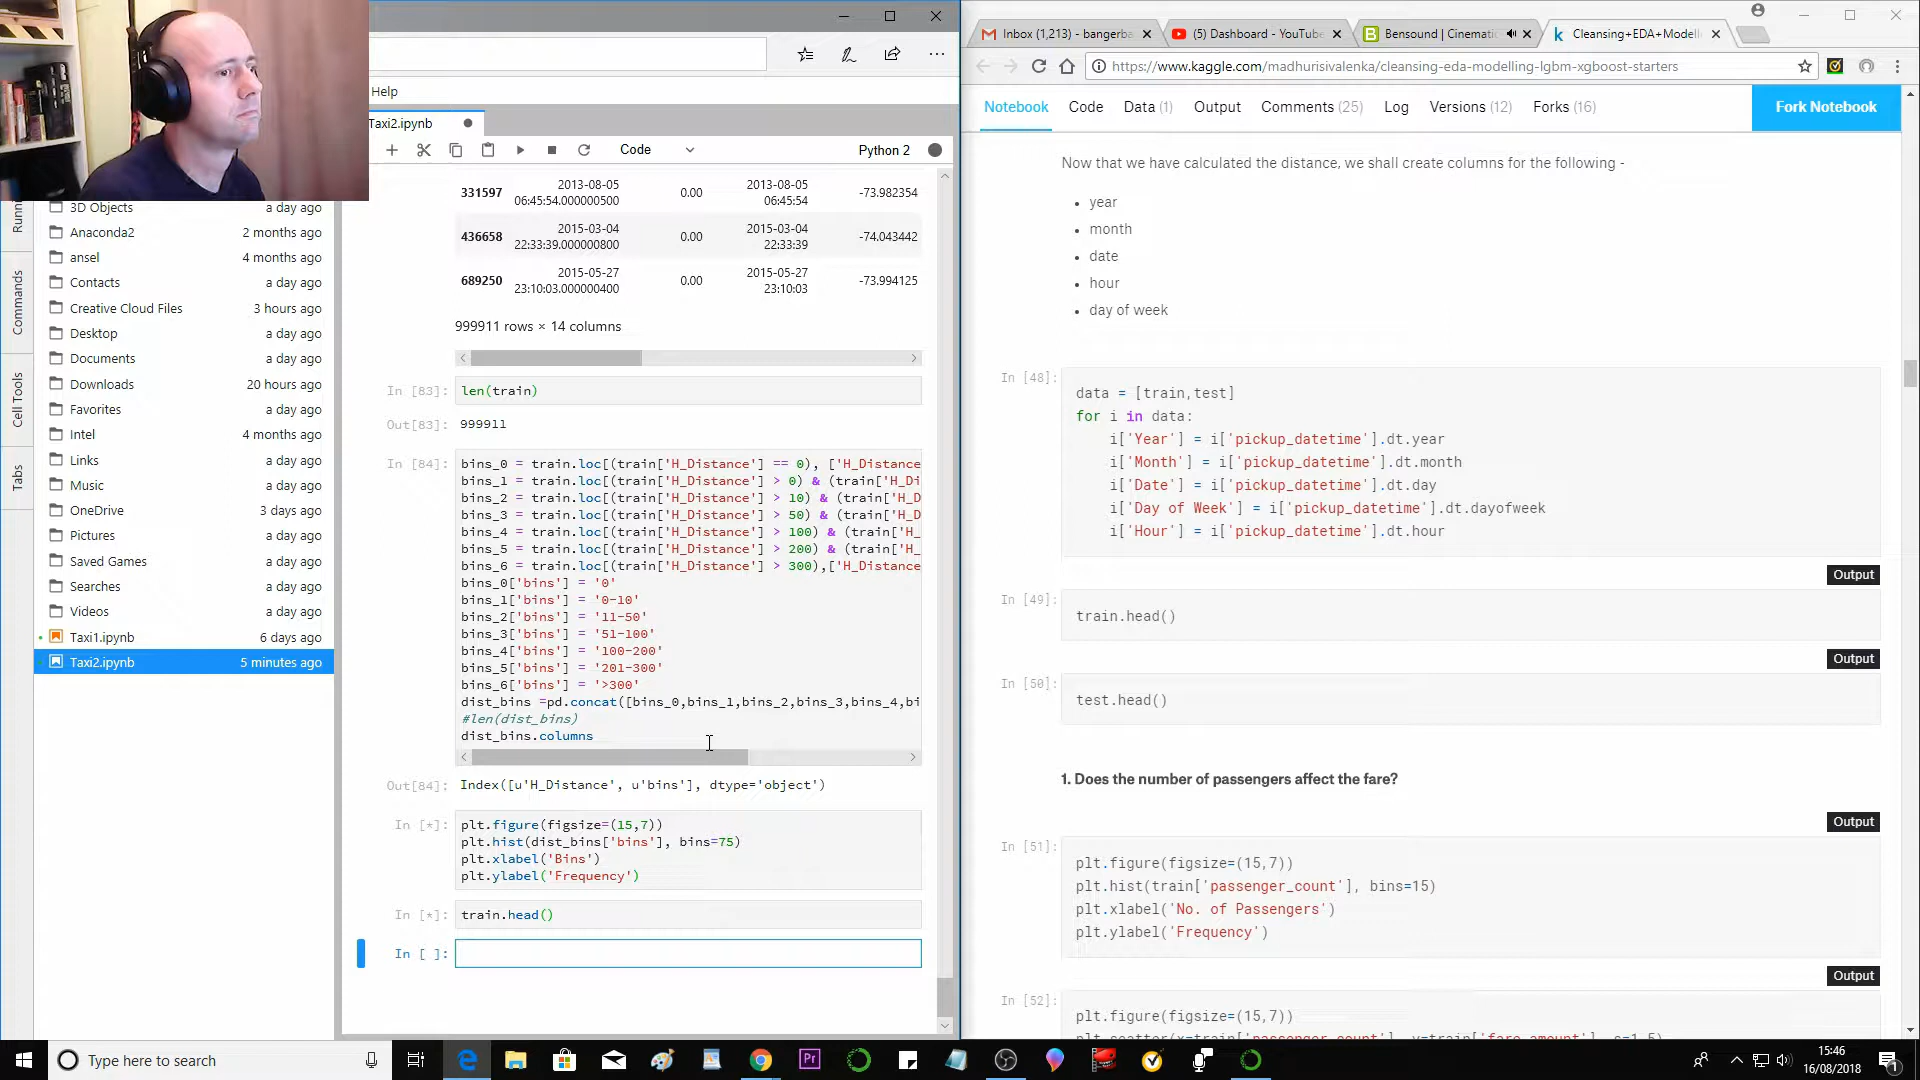 Help
Taxi2.ipynb
Code
Python 2
Commands
Cell Tools
Tabs
3D Objects a day ago
Anaconda2 2 months ago
ansel 4 months ago
Contacts a day ago
Creative Cloud Files 3 hours ago
Desktop a day ago
Documents a day ago
Downloads 20 hours ago
Favorites a day ago
Intel 4 months ago
Links a day ago
Music a day ago
OneDrive 3 days ago
Pictures a day ago
Saved Games a day ago
Searches a day ago
Videos a day ago
Taxi1.ipynb 6 days ago
Taxi2.ipynb 5 minutes ago
331597 2013-08-05 06:45:54.000000500 0.00 2013-08-05 06:45:54 -73.982354
436658 2015-03-04 22:33:39.000000800 0.00 2015-03-04 22:33:39 -74.043442
689250 2015-05-27 23:10:03.000000400 0.00 2015-05-27 23:10:03 -73.994125
999911 rows × 14 columns
In [83]: len(train)
Out[83]: 999911
In [84]: bins_0 = train.loc[(train['H_Distance'] == 0), ['H_Distance
bins_1 = train.loc[(train['H_Distance'] > 0) & (train['H_Di
bins_2 = train.loc[(train['H_Distance'] > 10) & (train['H_D
bins_3 = train.loc[(train['H_Distance'] > 50) & (train['H_D
bins_4 = train.loc[(train['H_Distance'] > 100) & (train['H_
bins_5 = train.loc[(train['H_Distance'] > 200) & (train['H_
bins_6 = train.loc[(train['H_Distance'] > 300),['H_Distance
bins_0['bins'] = '0'
bins_1['bins'] = '0-10'
bins_2['bins'] = '11-50'
bins_3['bins'] = '51-100'
bins_4['bins'] = '100-200'
bins_5['bins'] = '201-300'
bins_6['bins'] = '>300'
dist_bins =pd.concat([bins_0,bins_1,bins_2,bins_3,bins_4,bi
#len(dist_bins)
dist_bins.columns
Out[84]: Index([u'H_Distance', u'bins'], dtype='object')
In [*]: plt.figure(figsize=(15,7))
plt.hist(dist_bins['bins'], bins=75)
plt.xlabel('Bins')
plt.ylabel('Frequency')
In [*]: train.head()
In [ ]:
Inbox (1,213) - bangerba
(5) Dashboard - YouTube
Bensound | Cinematic
Cleansing+EDA+Modell
https://www.kaggle.com/madhurisivalenka/cleansing-eda-modelling-lgbm-xgboost-starters
Notebook Code Data (1) Output Comments (25) Log Versions (12) Forks (16) Fork Notebook
Now that we have calculated the distance, we shall create columns for the following -
• year
• month
• date
• hour
• day of week
In [48]: data = [train,test]
for i in data:
i['Year'] = i['pickup_datetime'].dt.year
i['Month'] = i['pickup_datetime'].dt.month
i['Date'] = i['pickup_datetime'].dt.day
i['Day of Week'] = i['pickup_datetime'].dt.dayofweek
i['Hour'] = i['pickup_datetime'].dt.hour
Output
In [49]: train.head()
Output
In [50]: test.head()
1. Does the number of passengers affect the fare?
Output
In [51]: plt.figure(figsize=(15,7))
plt.hist(train['passenger_count'], bins=15)
plt.xlabel('No. of Passengers')
plt.ylabel('Frequency')
Output
In [52]: plt.figure(figsize=(15,7))
Type here to search
Pr
15:46
16/08/2018
1